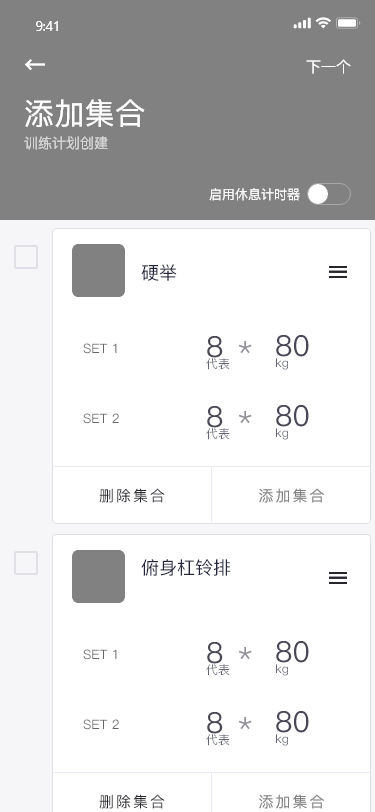 9:41
下一个
添加集合
训练计划创建
启用休息计时器
硬举
SET 1
8 * 80
代表 kg
SET 2
8 * 80
代表 kg
删除集合 添加集合
俯身杠铃排
SET 1
8 * 80
代表 kg
SET 2
8 * 80
代表 kg
删除集合 添加集合